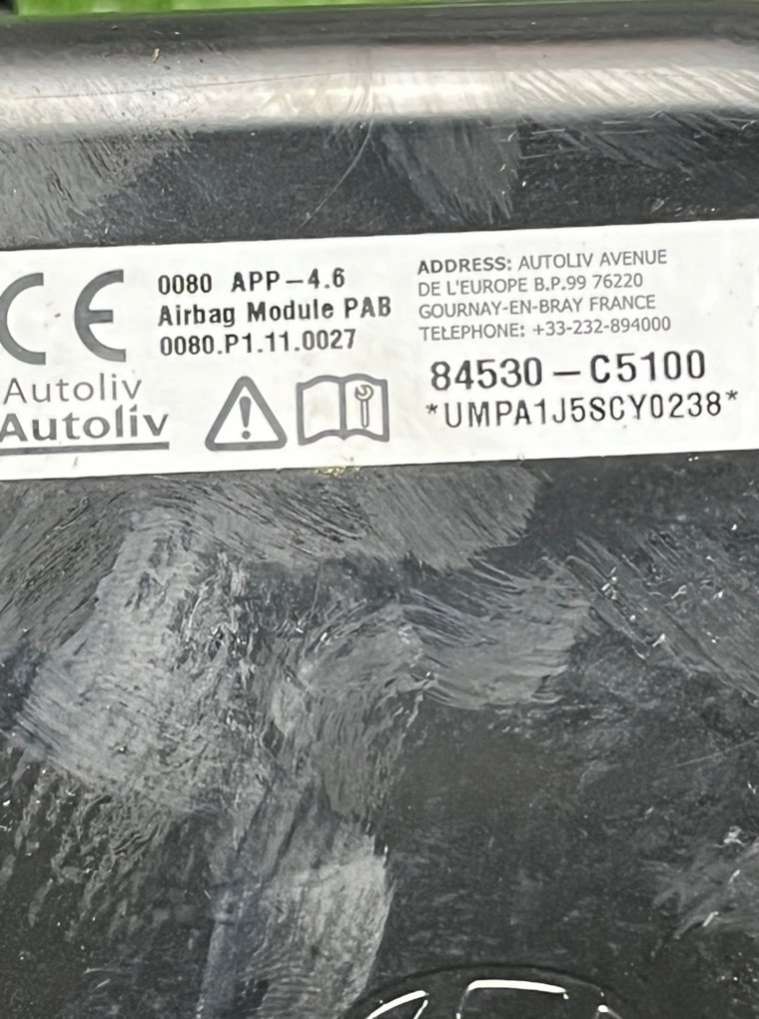 CE
0080 APP-4.6
Airbag Module PAB
0080.P1.11.0027
Autoliv
Autoliv
ADDRESS: AUTOLIV AVENUE
DE L'EUROPE B.P.99 76220
GOURNAY-EN-BRAY FRANCE
TELEPHONE: +33-232-894000
84530-C5100
*UMPA1J5SCY0238*